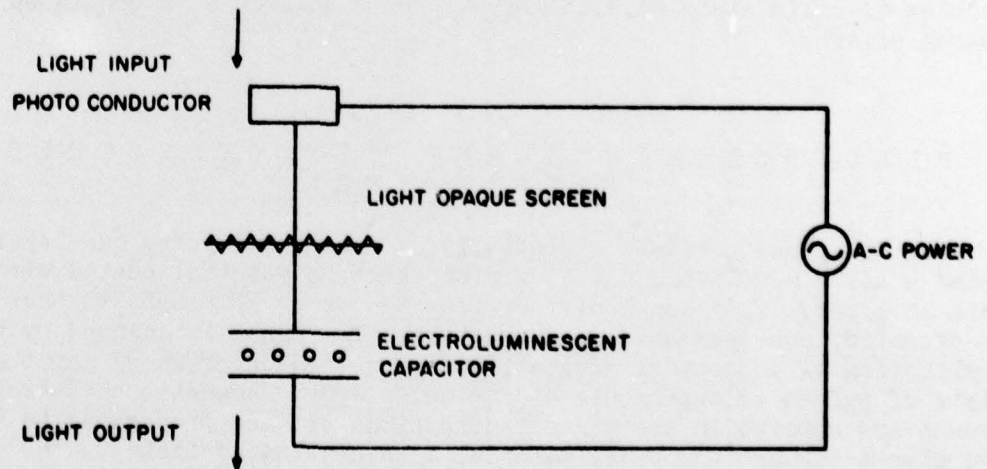 LIGHT INPUT
PHOTO CONDUCTOR
LIGHT OPAQUE SCREEN
A-C POWER
ELECTROLUMINESCENT
CAPACITOR
LIGHT OUTPUT